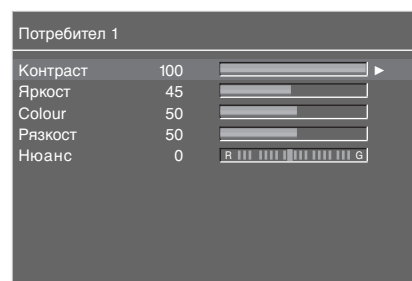 Потребител 1
Контраст 100
Яркост 45
Colour 50
Рязкост 50
Нюанс 0 R G